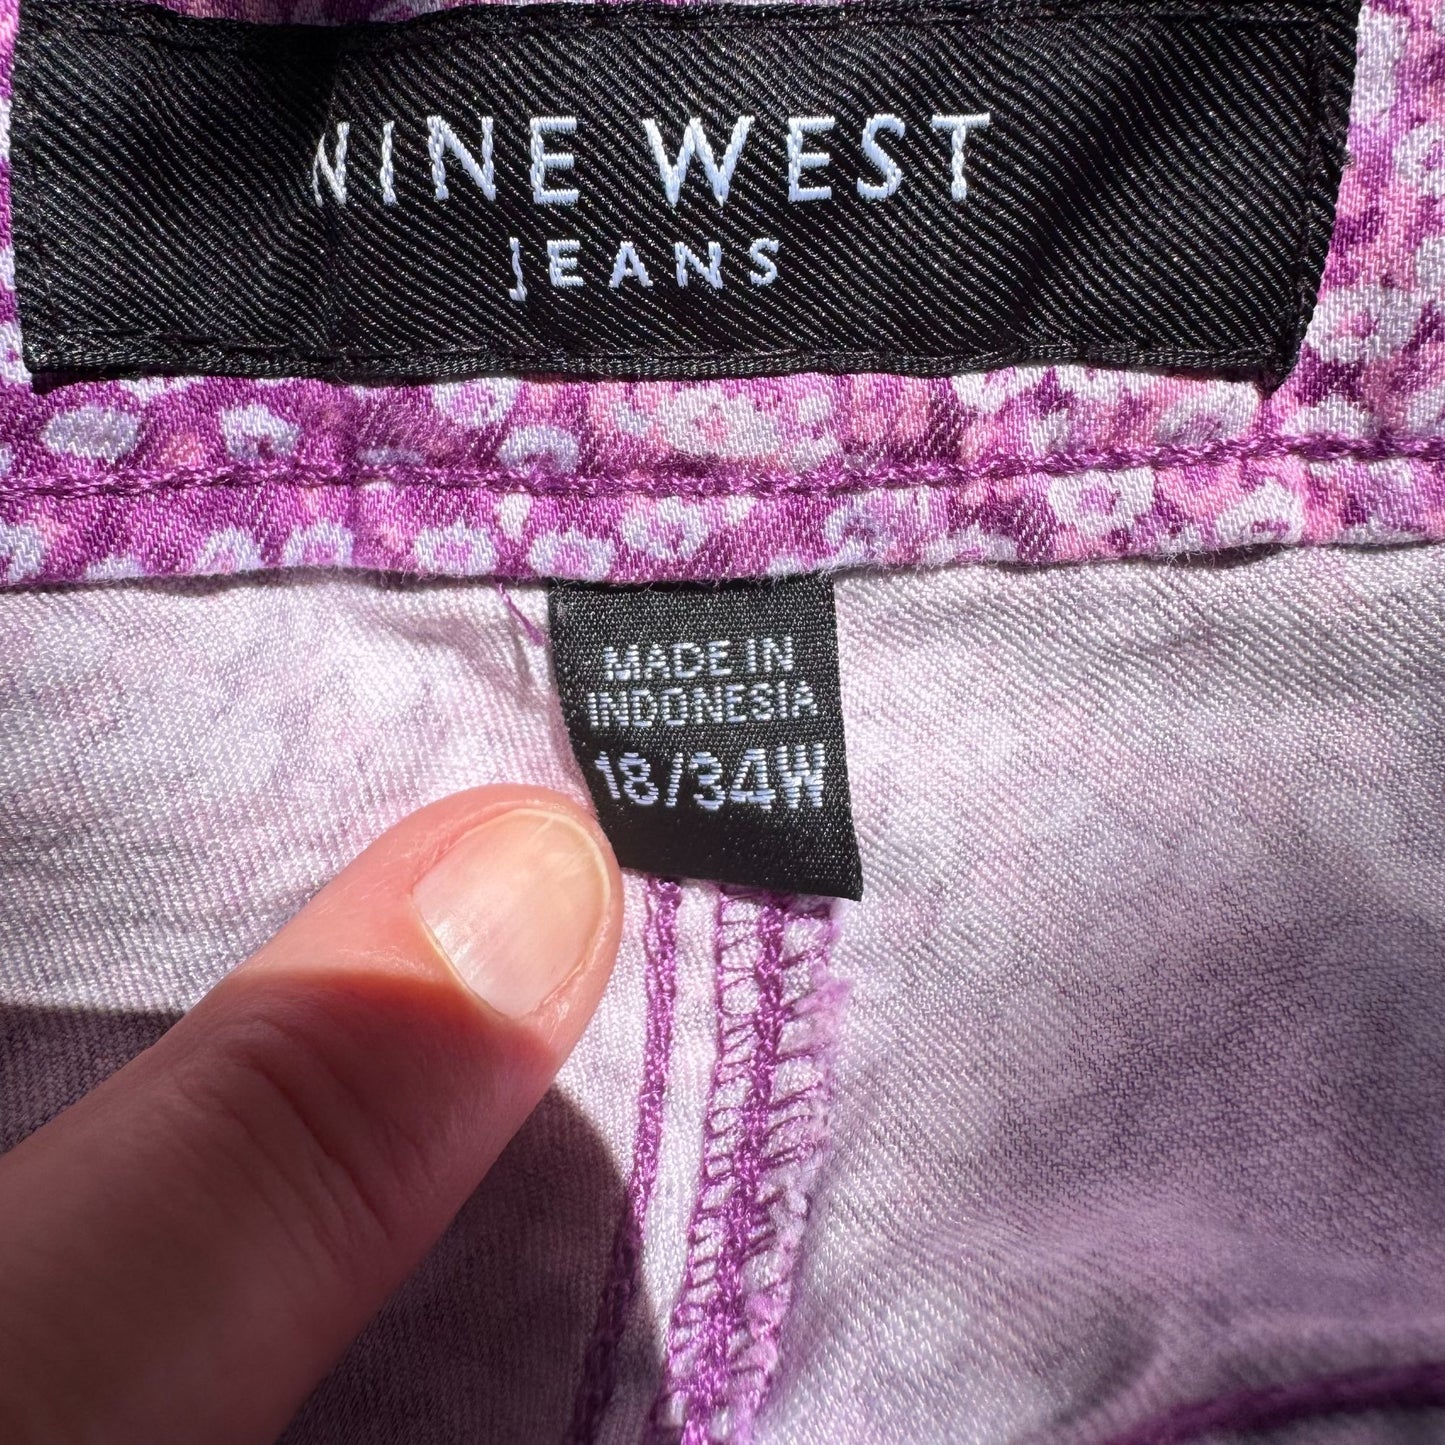 NINE WEST
JEANS
MADE IN
INDONESIA
18/34W